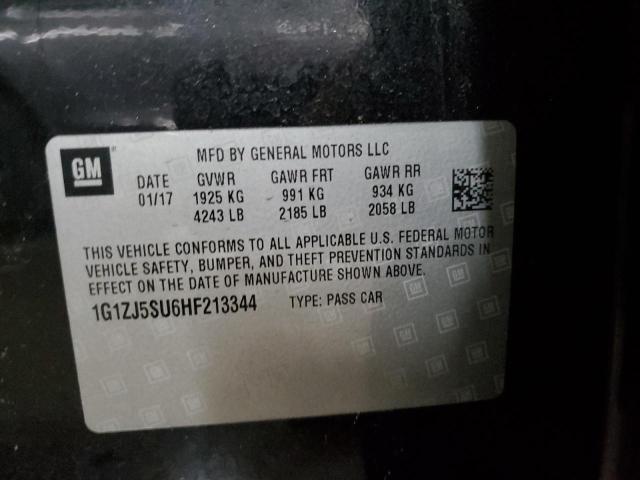 GM
MFD BY GENERAL MOTORS LLC
DATE GVWR GAWR FRT GAWR RR
01/17 1925 KG 991 KG 934 KG
4243 LB 2185 LB 2058 LB
THIS VEHICLE CONFORMS TO ALL APPLICABLE U.S. FEDERAL MOTOR
VEHICLE SAFETY, BUMPER, AND THEFT PREVENTION STANDARDS IN
EFFECT ON THE DATE OF MANUFACTURE SHOWN ABOVE.
1G1ZJ5SU6HF213344 TYPE: PASS CAR